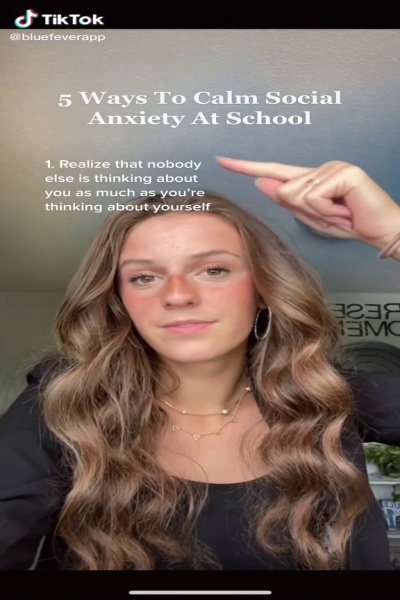 TikTok
@bluefeverapp
5 Ways To Calm Social
Anxiety At School
1. Realize that nobody
else is thinking about
you as much as you're
thinking about yourself